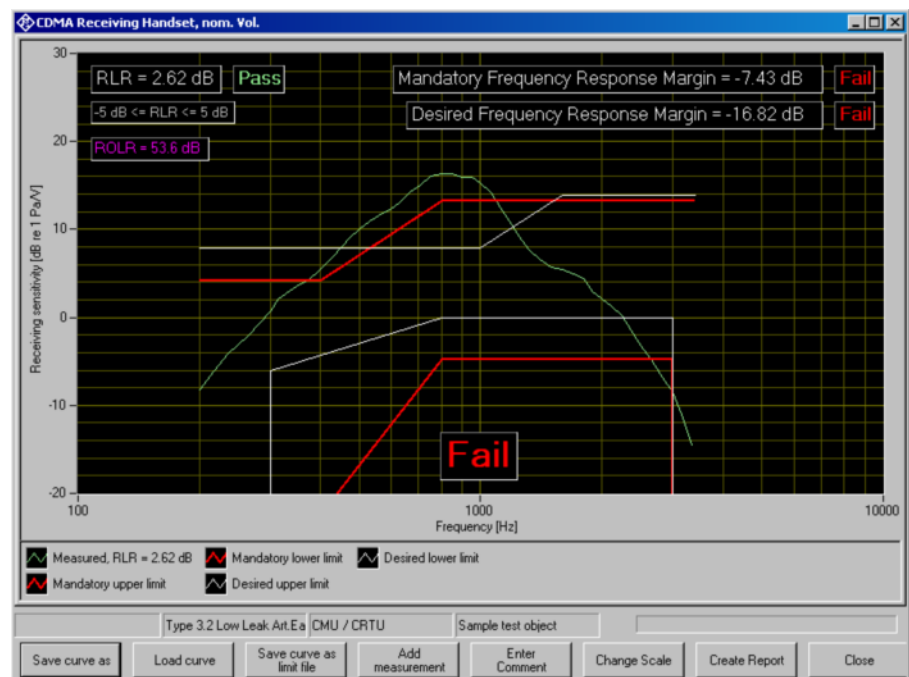 CDMA Receiving Handset, nom. Vol.
30
20
10
0
-10
-20
Receiving sensitivity [dB re 1 Pa/V]
RLR = 2.62 dB Pass
-5 dB <= RLR <= 5 dB
ROLR = 53.6 dB
Mandatory Frequency Response Margin = -7.43 dB Fail
Desired Frequency Response Margin = -16.82 dB Fail
Fail
100 1000 10000
Frequency [Hz]
Measured, RLR = 2.62 dB Mandatory lower limit Desired lower limit
Mandatory upper limit Desired upper limit
Type 3.2 Low Leak Art.Ea CMU / CRTU Sample test object
Save curve as Load curve Save curve as limit file Add measurement Enter Comment Change Scale Create Report Close